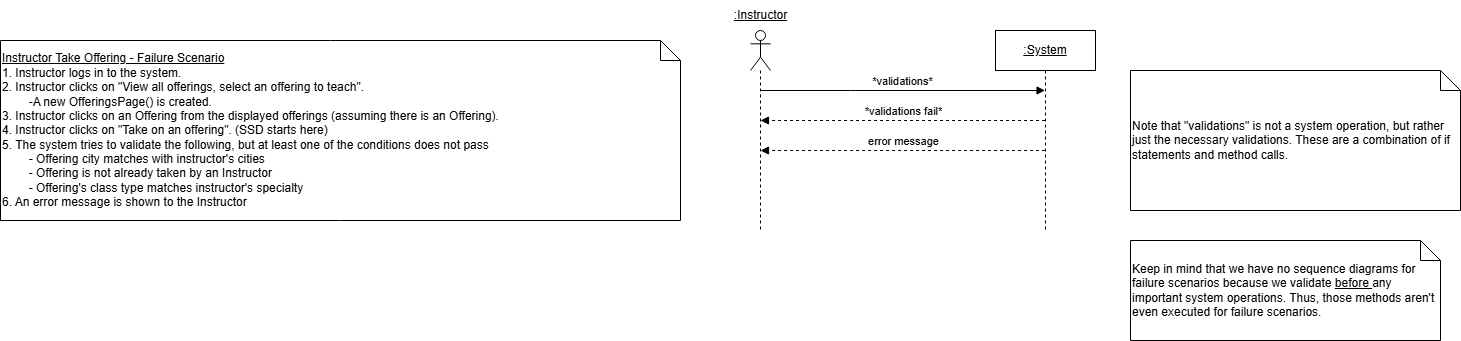 Instructor Take Offering - Failure Scenario
1. Instructor logs in to the system.
2. Instructor clicks on "View all offerings, select an offering to teach".
-A new OfferingsPage() is created.
3. Instructor clicks on an Offering from the displayed offerings (assuming there is an Offering).
4. Instructor clicks on "Take on an offering". (SSD starts here)
5. The system tries to validate the following, but at least one of the conditions does not pass
- Offering city matches with instructor's cities
- Offering is not already taken by an Instructor
- Offering's class type matches instructor's specialty
6. An error message is shown to the Instructor
:Instructor
:System
*validations*
*validations fail*
error message
Note that "validations" is not a system operation, but rather
just the necessary validations. These are a combination of if
statements and method calls.
Keep in mind that we have no sequence diagrams for
failure scenarios because we validate before any
important system operations. Thus, those methods aren't
even executed for failure scenarios.